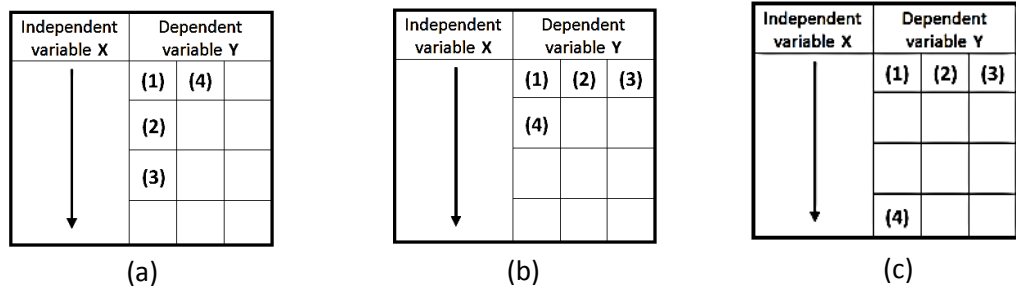 Independent variable X
Dependent variable Y
(1) (4)
(2)
(3)
(a)
Independent variable X
Dependent variable Y
(1) (2) (3)
(4)
(b)
Independent variable X
Dependent variable Y
(1) (2) (3)
(4)
(c)